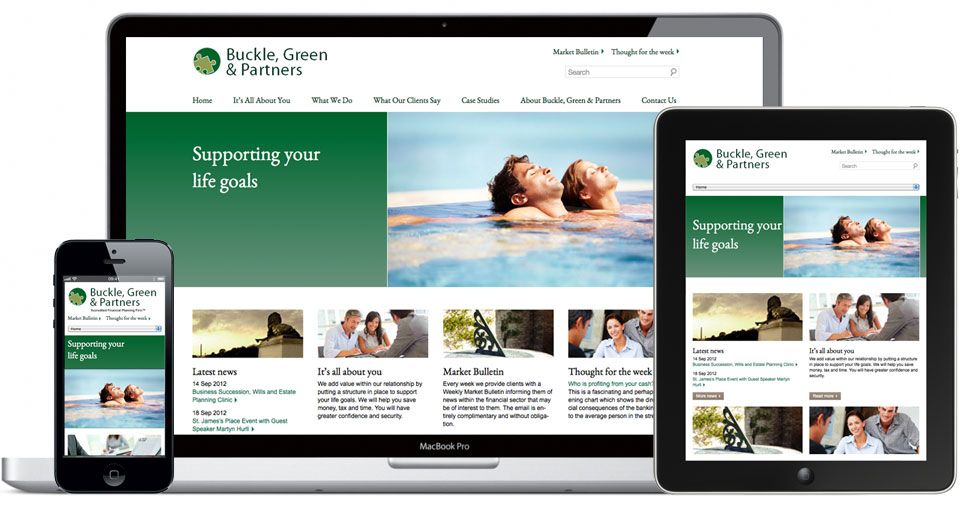 Buckle, Green
& Partners
Market Bulletin
Thought for the week
Search
Home
It's All About You
What We Do
What Our Clients Say
Case Studies
About Buckle, Green & Partners
Contact Us
Supporting your
life goals
Latest news
14 Sep 2012
Business Succession, Wills and Estate
Planning Clinic
18 Sep 2012
St. James's Place Event with Guest
Speaker Martyn Hurll
It's all about you
We add value within our relationship by
putting a structure in place to support
your life goals. We will help you save
money, tax and time. You will have
greater confidence and security.
Market Bulletin
Every week we provide clients with a
Weekly Market Bulletin informing them of
news within the financial sector that may
be of interest to them. The email is en-
tirely complimentary and without obliga-
tion.
Thought for the week
Who is profiting from your cash?
This is a fascinating and perhap
ening chart which shows the dire
cial consequences of the banking
to the average person in the stre
MacBook Pro
Buckle, Green
& Partners
Market Bulletin
Thought for the week
Search
Home
Supporting your
life goals
Latest news
14 Sep 2012
Business Succession, Wills and Estate Planning Clinic
18 Sep 2012
St. James's Place Event with Guest Speaker Martyn
Hurll
More news
It's all about you
We add value within our relationship by putting a structure
in place to support your life goals. We will help you save
money, tax and time. You will have greater confidence and
security.
Read more
Buckle, Green
& Partners
Accredited Financial Planning Firm™
Market Bulletin
Thought for the week
Home
Supporting your
life goals